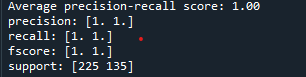 Average precision-recall score: 1.00
precision: [1. 1.]
recall: [1. 1.]
fscore: [1. 1.]
support: [225 135]